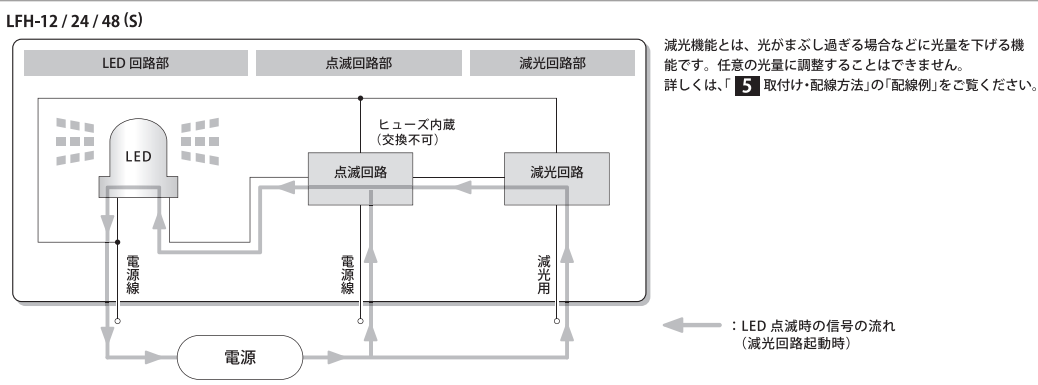 LFH-12 / 24 / 48 (S)
LED 回路部
点滅回路部
減光回路部
減光機能とは、光がまぶし過ぎる場合などに光量を下げる機
能です。任意の光量に調整することはできません。
詳しくは、「 5 取付け・配線方法」の「配線例」をご覧ください。
ヒューズ内蔵
(交換不可)
LED
点滅回路
減光回路
電源線
電源線
減光用
電源
：LED 点滅時の信号の流れ
(減光回路起動時)